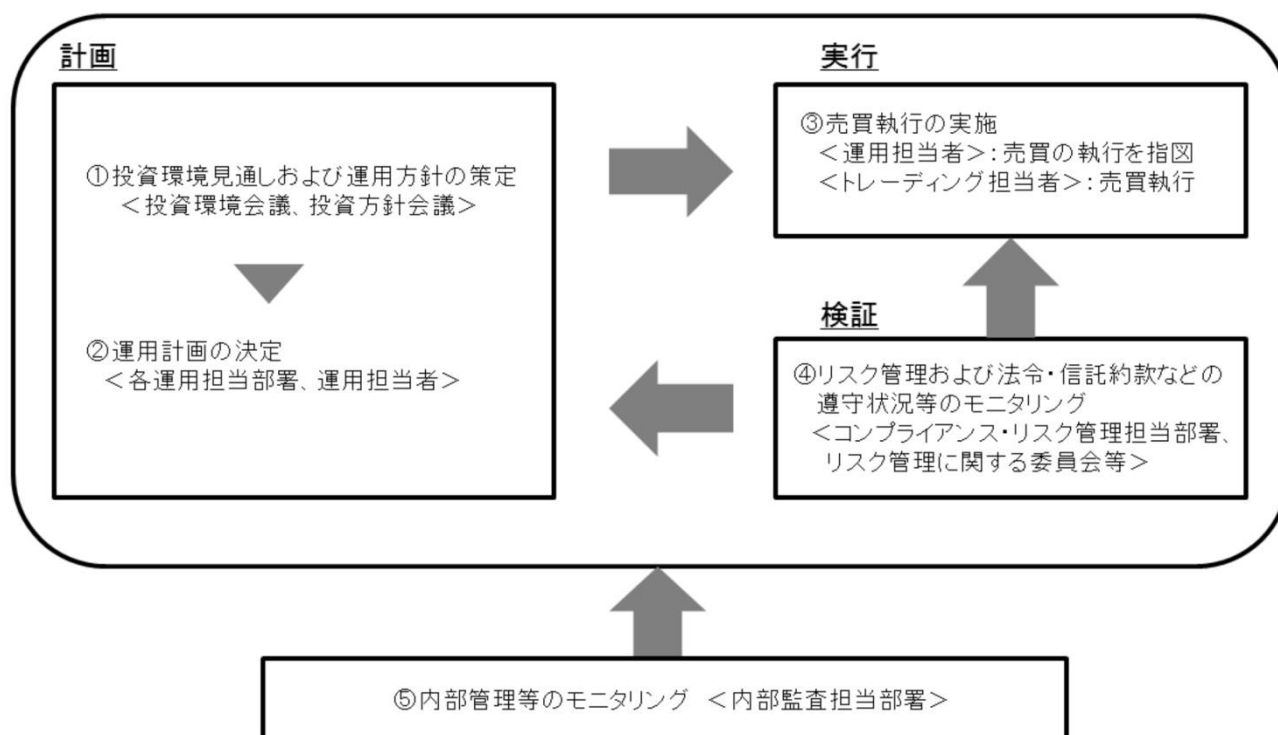 計画
①投資環境見通しおよび運用方針の策定
＜投資環境会議、投資方針会議＞
②運用計画の決定
＜各運用担当部署、運用担当者＞
実行
③売買執行の実施
＜運用担当者＞：売買の執行を指図
＜トレーディング担当者＞：売買執行
検証
④リスク管理および法令・信託約款などの
遵守状況等のモニタリング
＜コンプライアンス・リスク管理担当部署、
リスク管理に関する委員会等＞
⑤内部管理等のモニタリング ＜内部監査担当部署＞